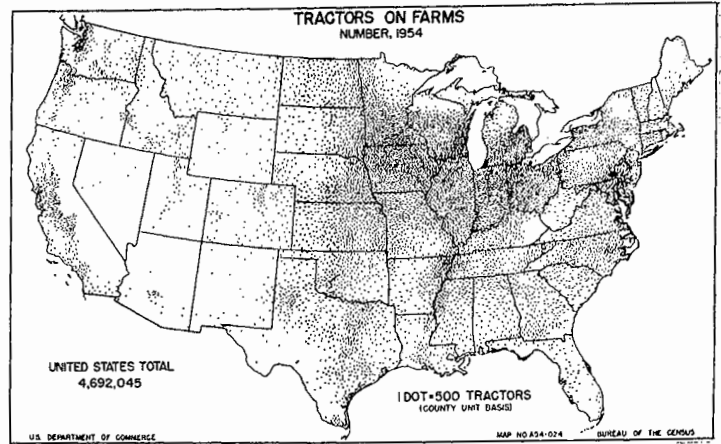 TRACTORS ON FARMS
NUMBER, 1954
UNITED STATES TOTAL
4,692,045
1 DOT=500 TRACTORS
(COUNTY UNIT BASIS)
U.S. DEPARTMENT OF COMMERCE
MAP NO A54-024
BUREAU OF THE CENSUS